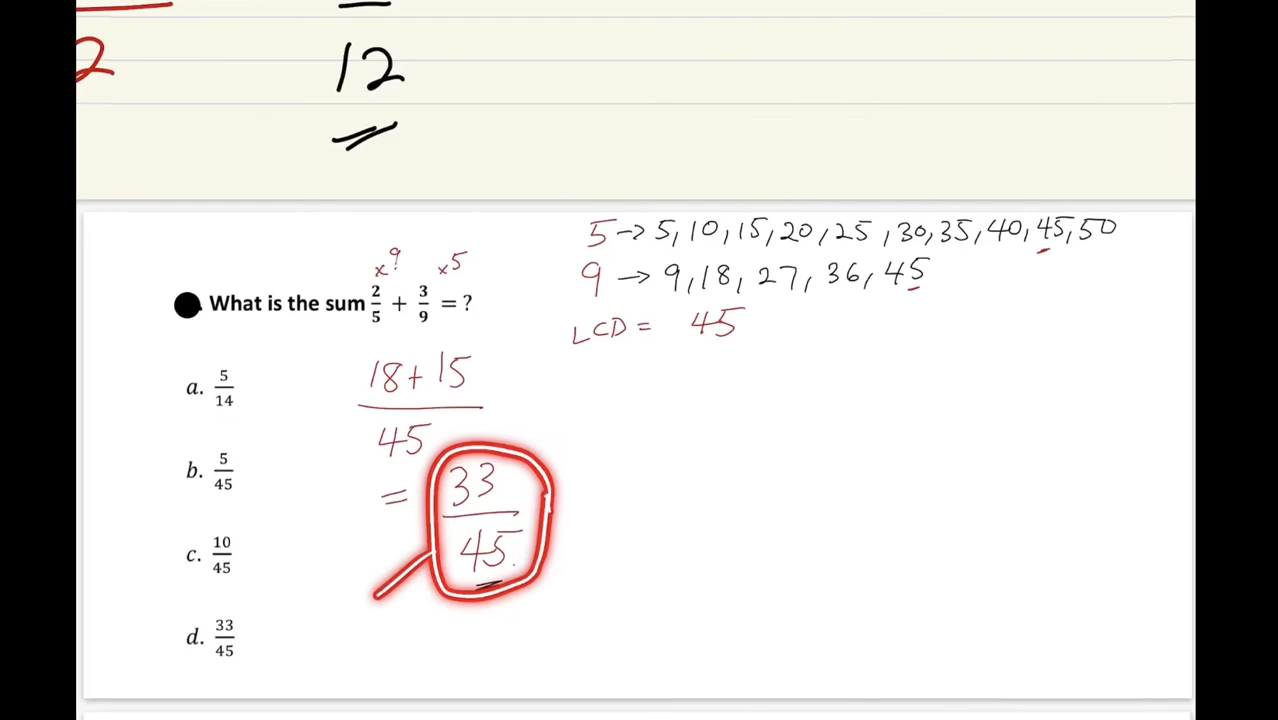 2
12
5 → 5, 10, 15, 20, 25, 30, 35, 40, 45, 50
9 → 9, 18, 27, 36, 45
LCD = 45
x9 x5
What is the sum 2/5 + 3/9 = ?
18 + 15
45
= 33/45
a. 5/14
b. 5/45
c. 10/45
d. 33/45